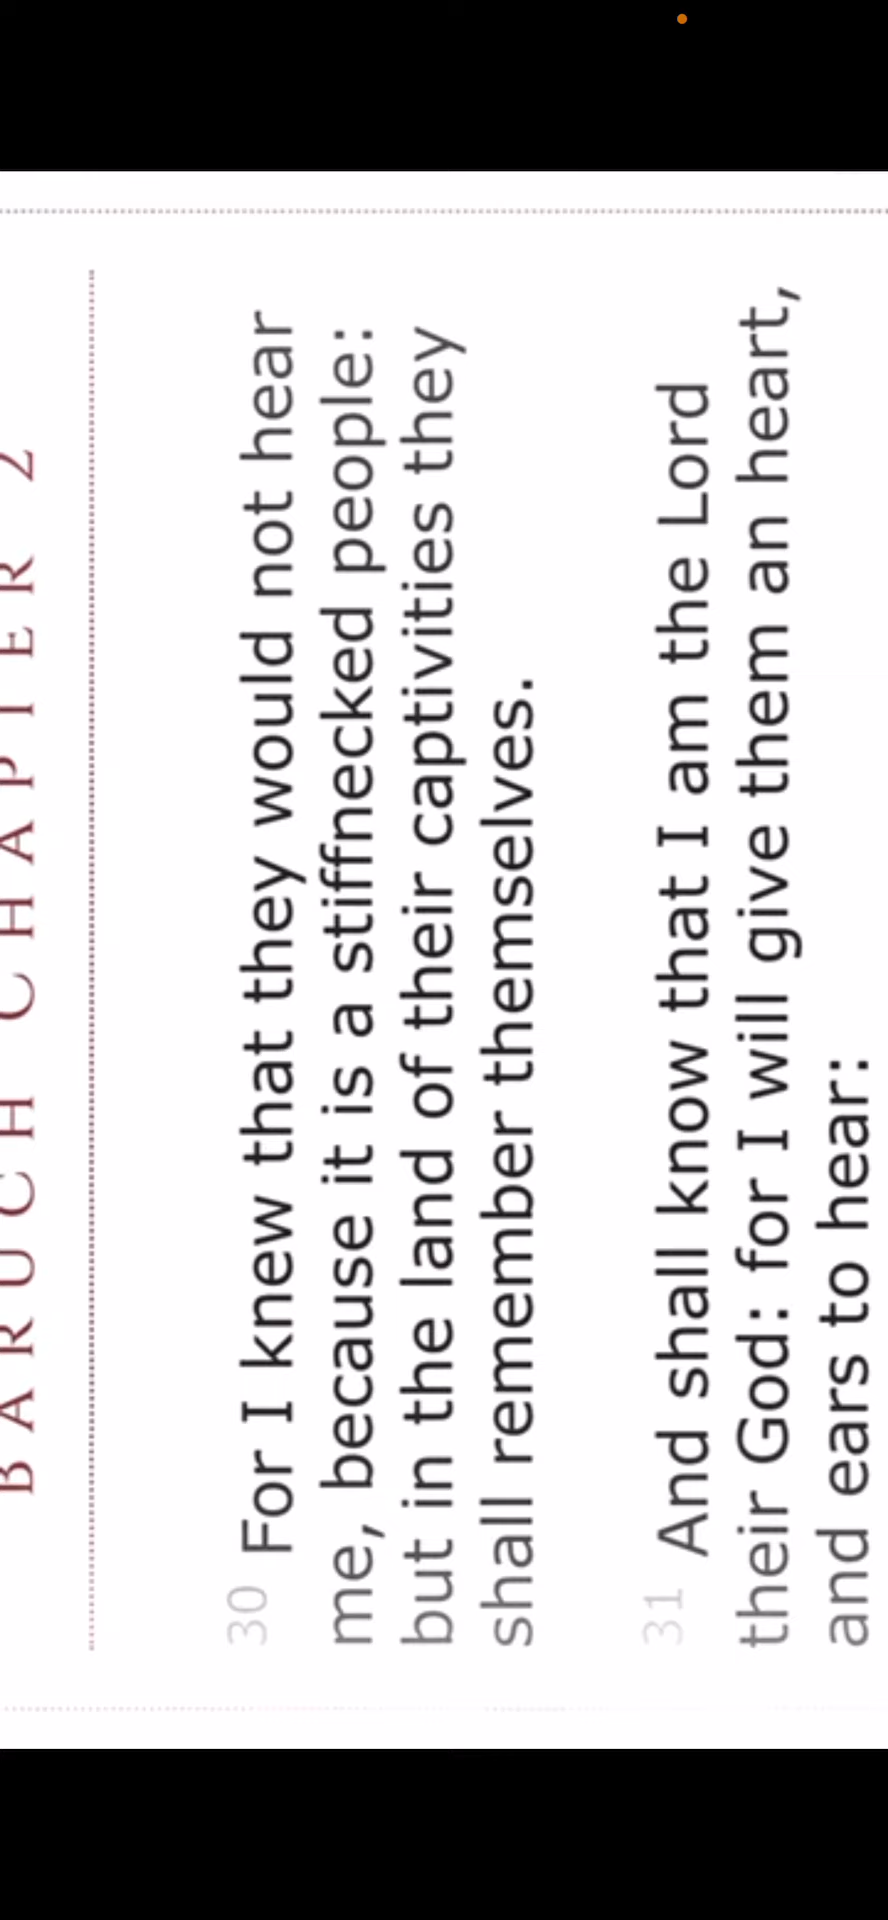 BARUCH CHAPTER 2
30 For I knew that they would not hear
me, because it is a stiffnecked people:
but in the land of their captivities they
shall remember themselves.
31 And shall know that I am the Lord
their God: for I will give them an heart,
and ears to hear: